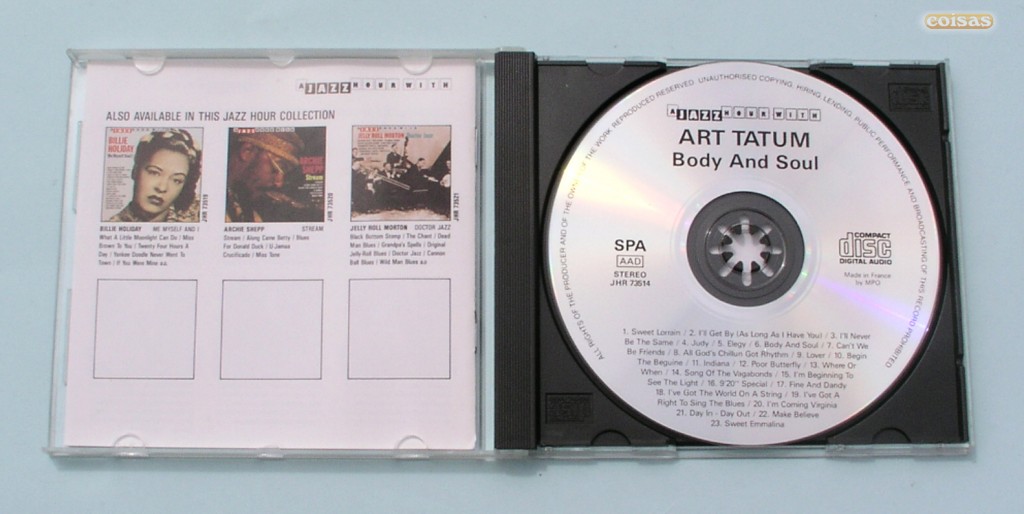 coisas
A JAZZ HOUR WITH
ALSO AVAILABLE IN THIS JAZZ HOUR COLLECTION
BILLIE HOLIDAY
JHR 73519
ARCHIE SHEPP
Stream
JHR 73520
JELLY ROLL MORTON Doctor Jazz
JHR 73521
BILLIE HOLIDAY ME MYSELF AND I
What A Little Moonlight Can Do / Miss
Brown To You / Twenty Four Hours A
Day / Yankee Doodle Never Went To
Town / If You Were Mine a.o.
ARCHIE SHEPP STREAM
Stream / Along Came Betty / Blues
For Donald Duck / U-Jamaa
Crucificado / Miss Toni
JELLY ROLL MORTON DOCTOR JAZZ
Black Bottom Stomp / The Chant / Dead
Man Blues / Grandpa's Spells / Original
Jelly-Roll Blues / Doctor Jazz / Cannon
Ball Blues / Wild Man Blues a.o.
ALL RIGHTS OF THE PRODUCER AND OF THE OWNER OF THE WORK REPRODUCED RESERVED. UNAUTHORISED COPYING, HIRING, LENDING, PUBLIC PERFORMANCE AND BROADCASTING OF THIS RECORD PROHIBITED
A JAZZ HOUR WITH
ART TATUM
Body And Soul
SPA
AAD
STEREO
JHR 73514
COMPACT
disc
DIGITAL AUDIO
Made in France
by MPO
1. Sweet Lorrain / 2. I'll Get By (As Long As I Have You) / 3. I'll Never
Be The Same / 4. Judy / 5. Elegy / 6. Body And Soul / 7. Can't We
Be Friends / 8. All God's Chillun Got Rhythm / 9. Lover / 10. Begin
The Beguine / 11. Indiana / 12. Poor Butterfly / 13. Where Or
When / 14. Song Of The Vagabonds / 15. I'm Beginning To
See The Light / 16. 9'20" Special / 17. Fine And Dandy
18. I've Got The World On A String / 19. I've Got A
Right To Sing The Blues / 20. I'm Coming Virginia
21. Day In - Day Out / 22. Make Believe
23. Sweet Emmalina